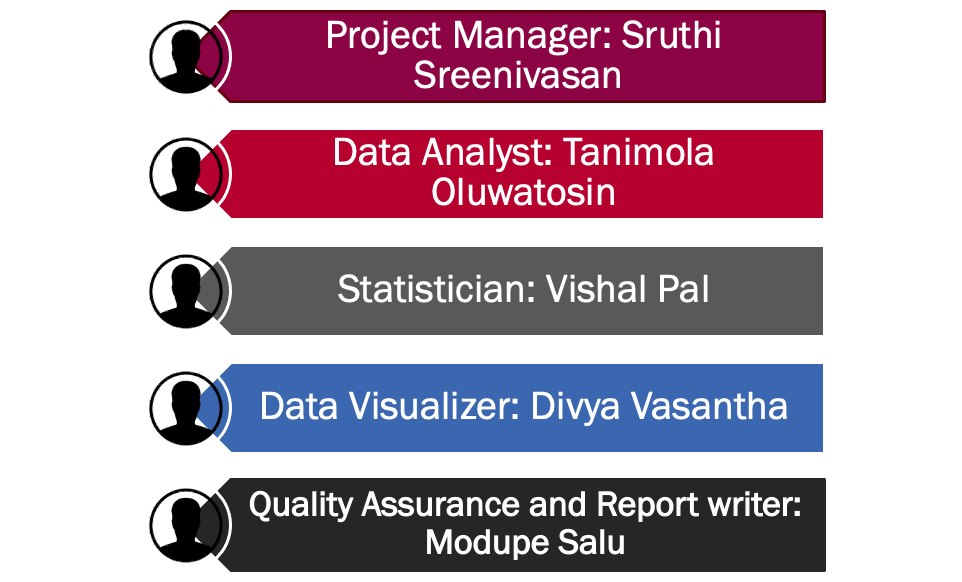 Project Manager: Sruthi
Sreenivasan
Data Analyst: Tanimola
Oluwatosin
Statistician: Vishal Pal
Data Visualizer: Divya Vasantha
Quality Assurance and Report writer:
Modupe Salu